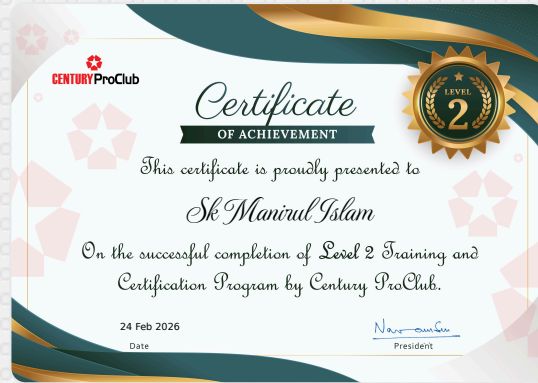 CENTURY ProClub
Certificate
OF ACHIEVEMENT
LEVEL
2
This certificate is proudly presented to
Sk Manirul Islam
On the successful completion of Level 2 Training and
Certification Program by Century ProClub.
24 Feb 2026
Date
President